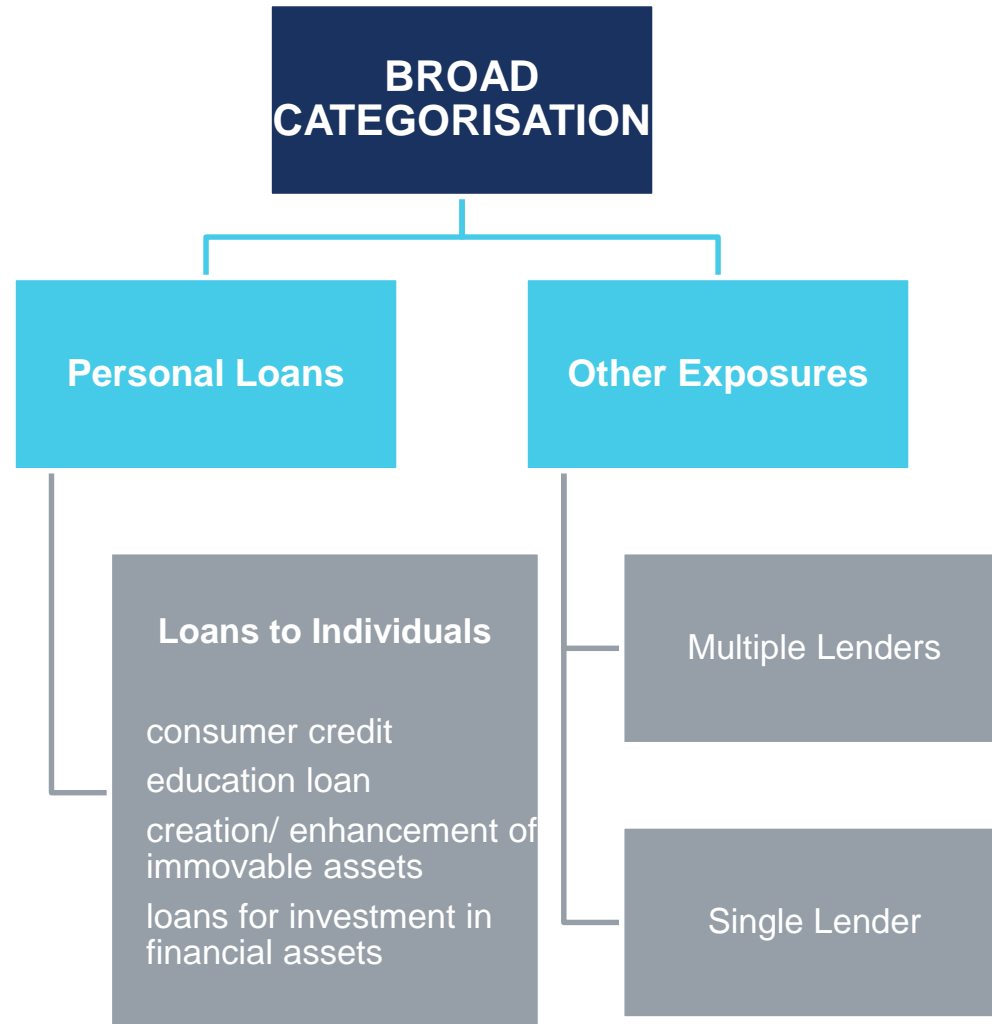 BROAD
CATEGORISATION
Personal Loans
Other Exposures
Loans to Individuals
consumer credit
education loan
creation/ enhancement of
immovable assets
loans for investment in
financial assets
Multiple Lenders
Single Lender